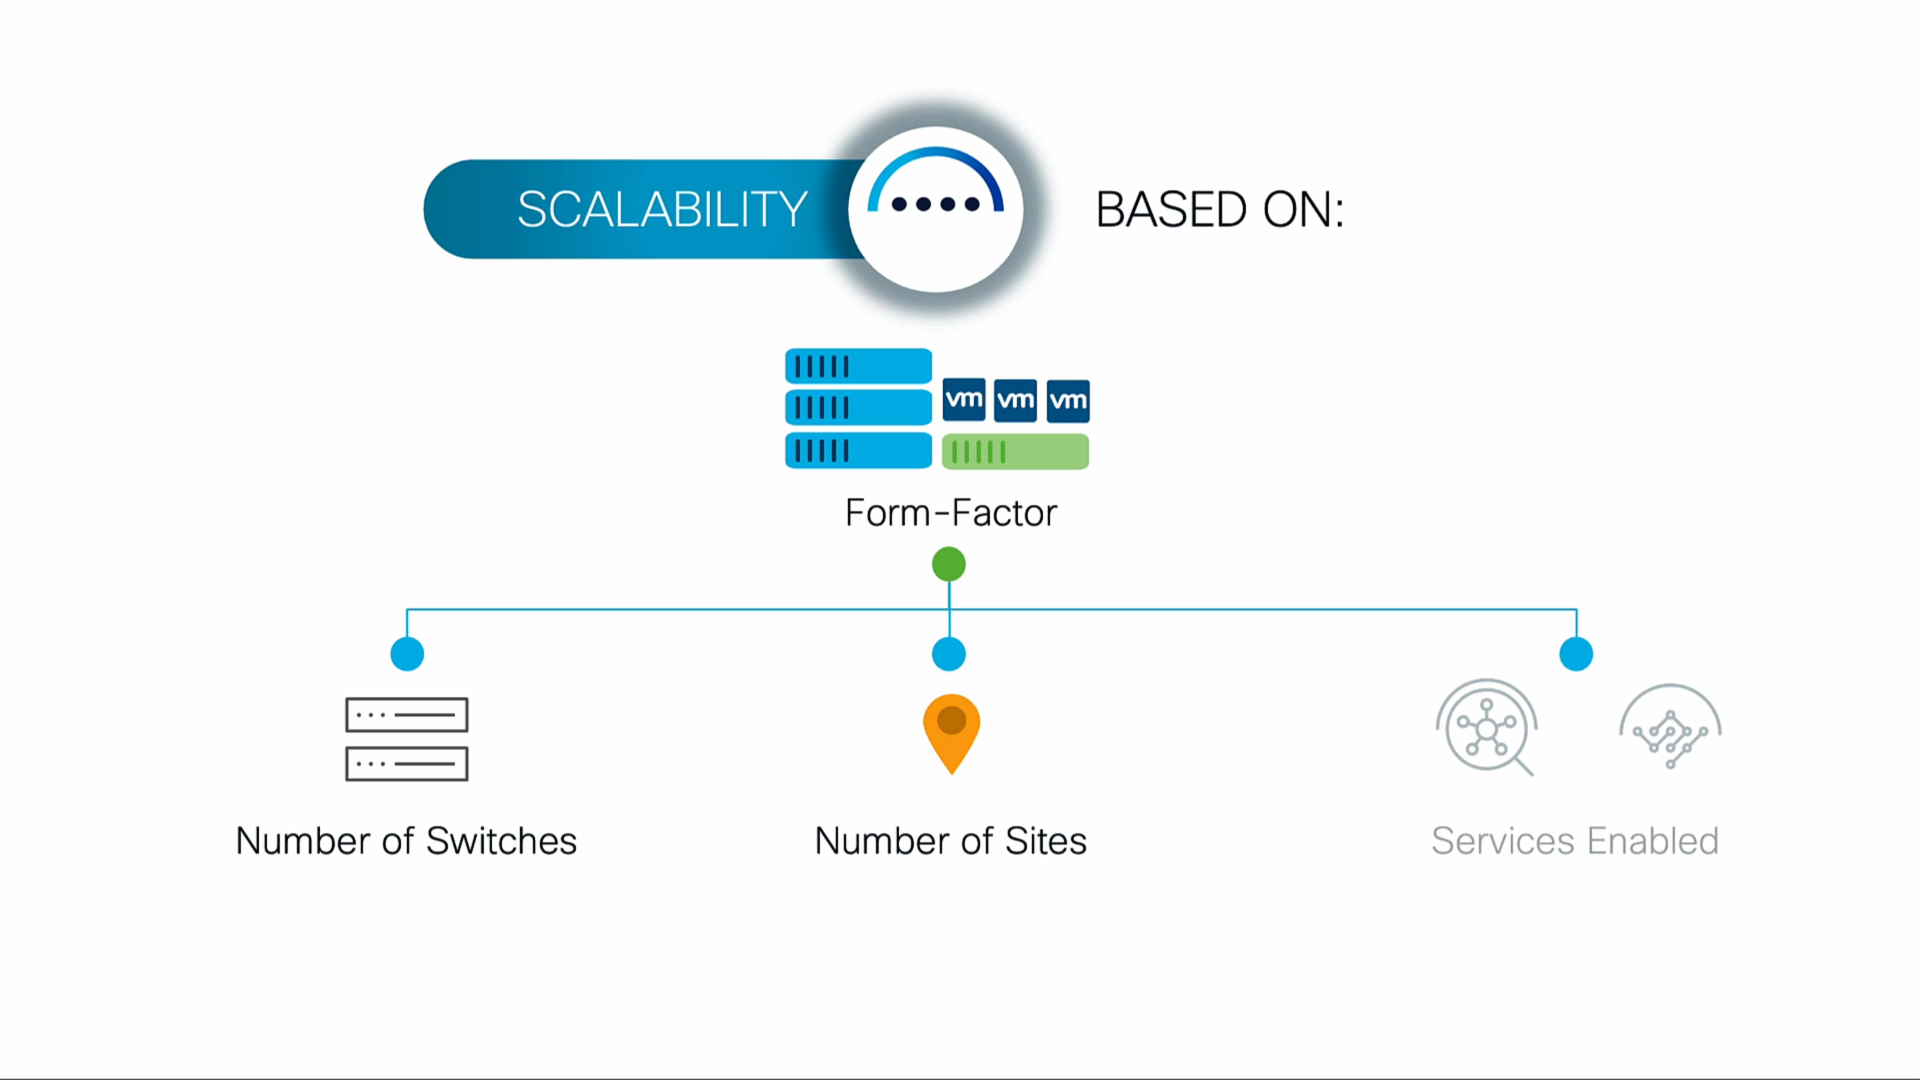 SCALABILITY
BASED ON:
vm vm vm
Form-Factor
Number of Switches
Number of Sites
Services Enabled